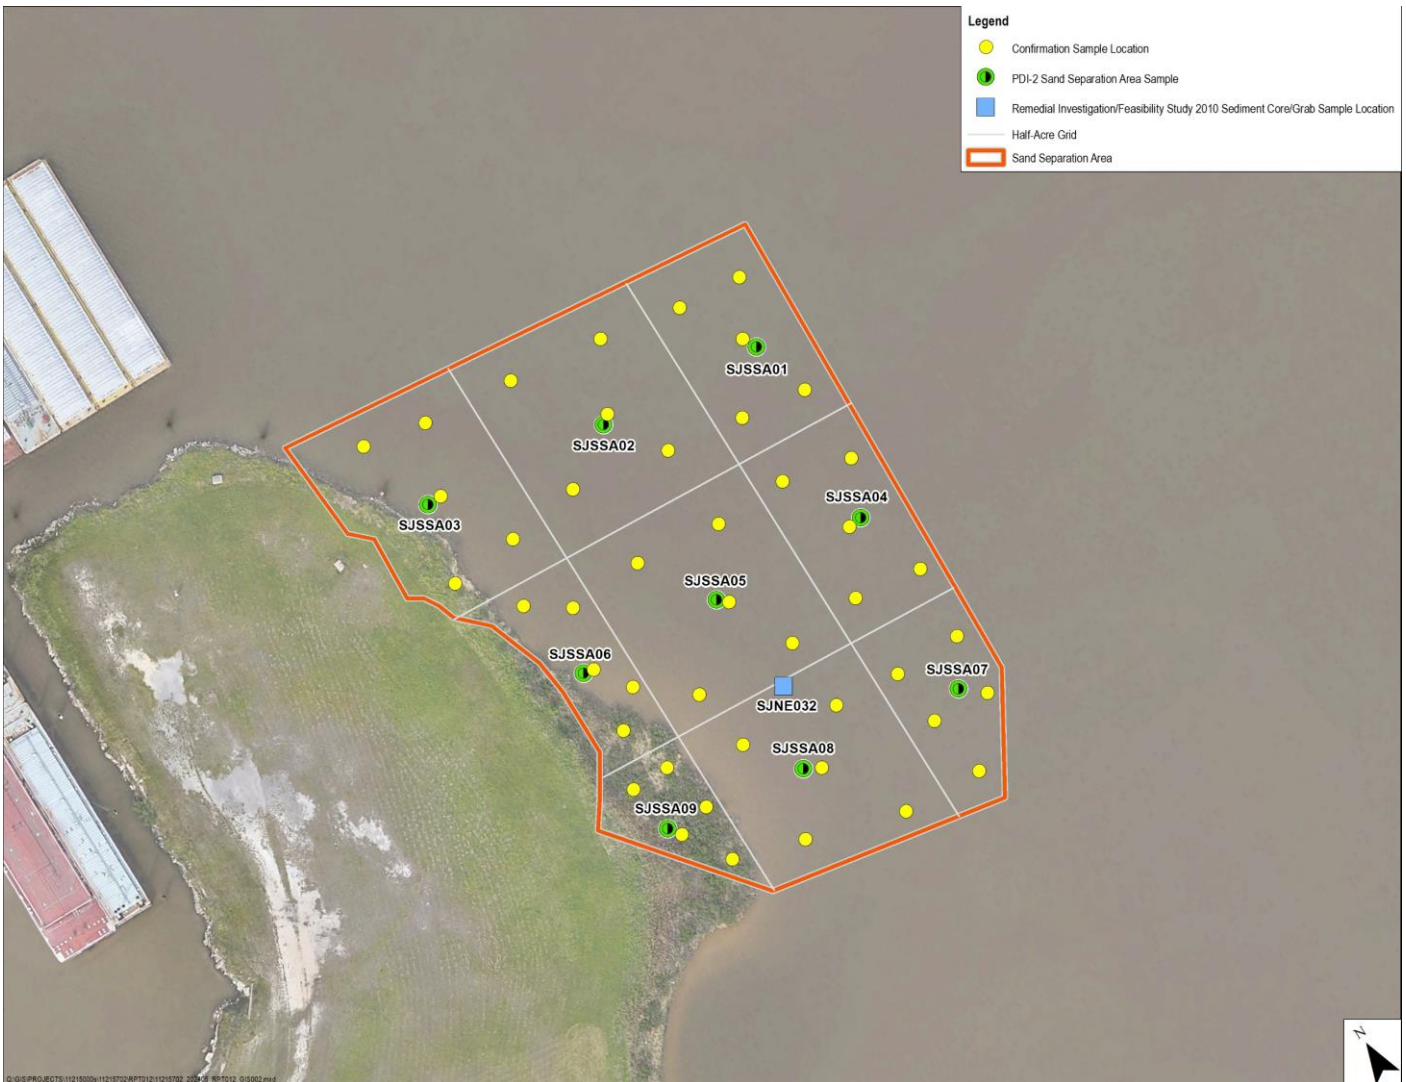 Legend
Confirmation Sample Location
PDI-2 Sand Separation Area Sample
Remedial Investigation/Feasibility Study 2010 Sediment Core/Grab Sample Location
Half-Acre Grid
Sand Separation Area
SJSSA01
SJSSA02
SJSSA03
SJSSA04
SJSSA05
SJSSA06
SJSSA07
SJNE032
SJSSA08
SJSSA09
N